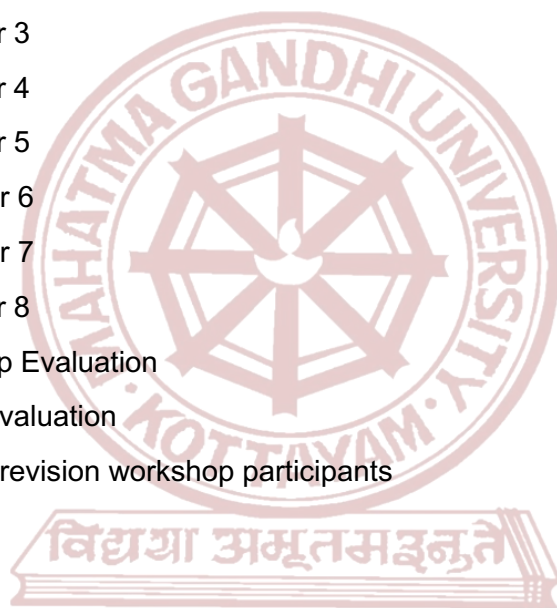 r 3
r 4
r 5
r 6
r 7
r 8
p Evaluation
valuation
revision workshop participants
MAHATMA GANDHI UNIVERSITY
KOTTAYAM
विद्यया अमृतमश्नुते